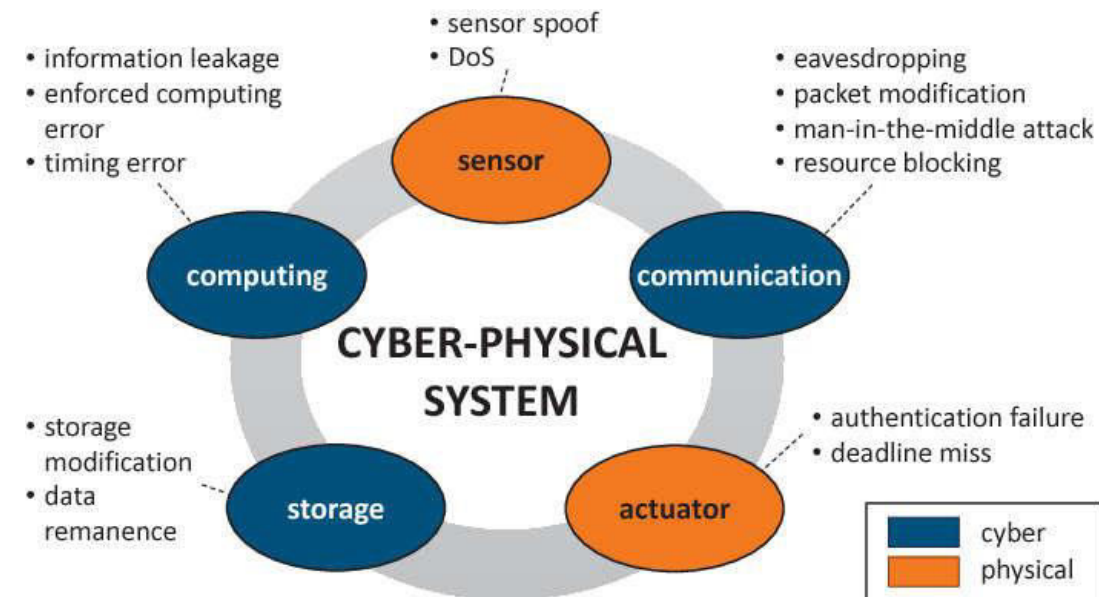 • sensor spoof
• DoS
• information leakage
• enforced computing
error
• timing error
• eavesdropping
• packet modification
• man-in-the-middle attack
• resource blocking
sensor
computing
communication
CYBER-PHYSICAL
SYSTEM
• storage
modification
• data
remanence
• authentication failure
• deadline miss
storage
actuator
cyber
physical